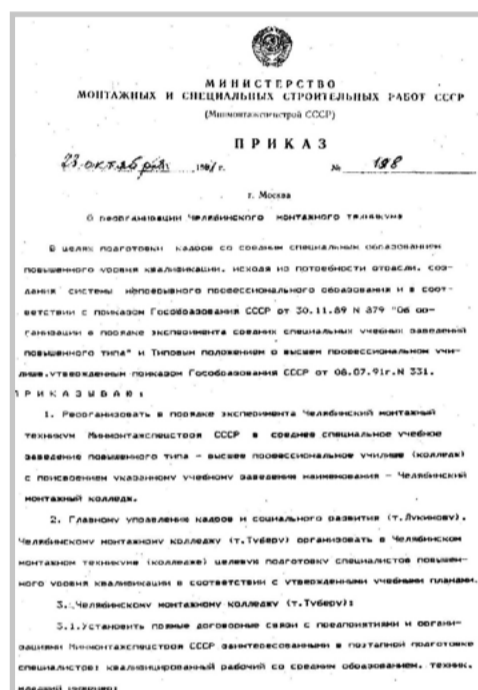 МИНИСТЕРСТВО
МОНТАЖНЫХ И СПЕЦИАЛЬНЫХ СТРОИТЕЛЬНЫХ РАБОТ СССР
(Минмонтажспецстрой СССР)
ПРИКАЗ
23 октября 1991 г. № 198
г. Москва
О реорганизации Челябинского монтажного техникума
В целях подготовки кадров со средним специальным образованием
повышенного уровня квалификации, исходя из потребности отрасли, соз-
дания системы непрерывного профессионального образования и в соот-
ветствии с приказом Гособразования СССР от 30.11.89 N 879 "Об ор-
ганизации в порядке эксперимента средних специальных учебных заведений
повышенного типа" и Типовым положением о высшем профессиональном учи-
лище, утвержденным приказом Гособразования СССР от 08.07.91г. N 331.
ПРИКАЗЫВАЮ:
1. Реорганизовать в порядке эксперимента Челябинский монтажный
техникум Минмонтажспецстроя СССР в среднее специальное учебное
заведение повышенного типа - высшее профессиональное училище (колледж)
с присвоением указанному учебному заведению наименования - Челябинский
монтажный колледж.
2. Главному управлению кадров и социального развития (т.Лукинову),
Челябинскому монтажному колледжу (т.Туберу) организовать в Челябинском
монтажном техникуме (колледже) целевую подготовку специалистов повышен-
ного уровня квалификации в соответствии с утвержденными учебными планами.
3. Челябинскому монтажному колледжу (т.Туберу):
3.1. Установить прямые договорные связи с предприятиями и органи-
зациями Минмонтажспецстроя СССР заинтересованными в поэтапной подготовке
специалистов: квалифицированный рабочий со средним образованием, техник,
младший инженер;